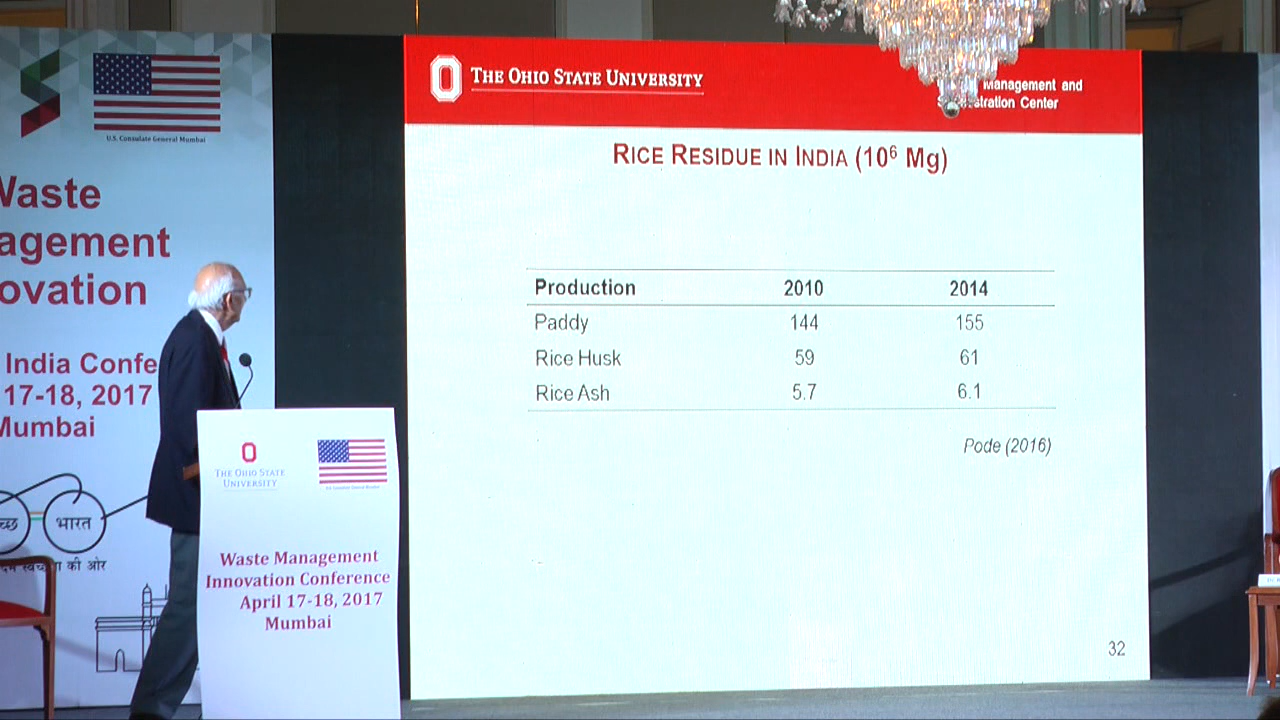 U.S. Consulate General Mumbai
Waste
agement
ovation
India Confe
17-18, 2017
Mumbai
च्छ भारत
की ओर
THE OHIO STATE UNIVERSITY
Management and
tration Center
RICE RESIDUE IN INDIA (10⁶ Mg)
Production 2010 2014
Paddy 144 155
Rice Husk 59 61
Rice Ash 5.7 6.1
Pode (2016)
32
THE OHIO STATE
UNIVERSITY
Waste Management
Innovation Conference
April 17-18, 2017
Mumbai